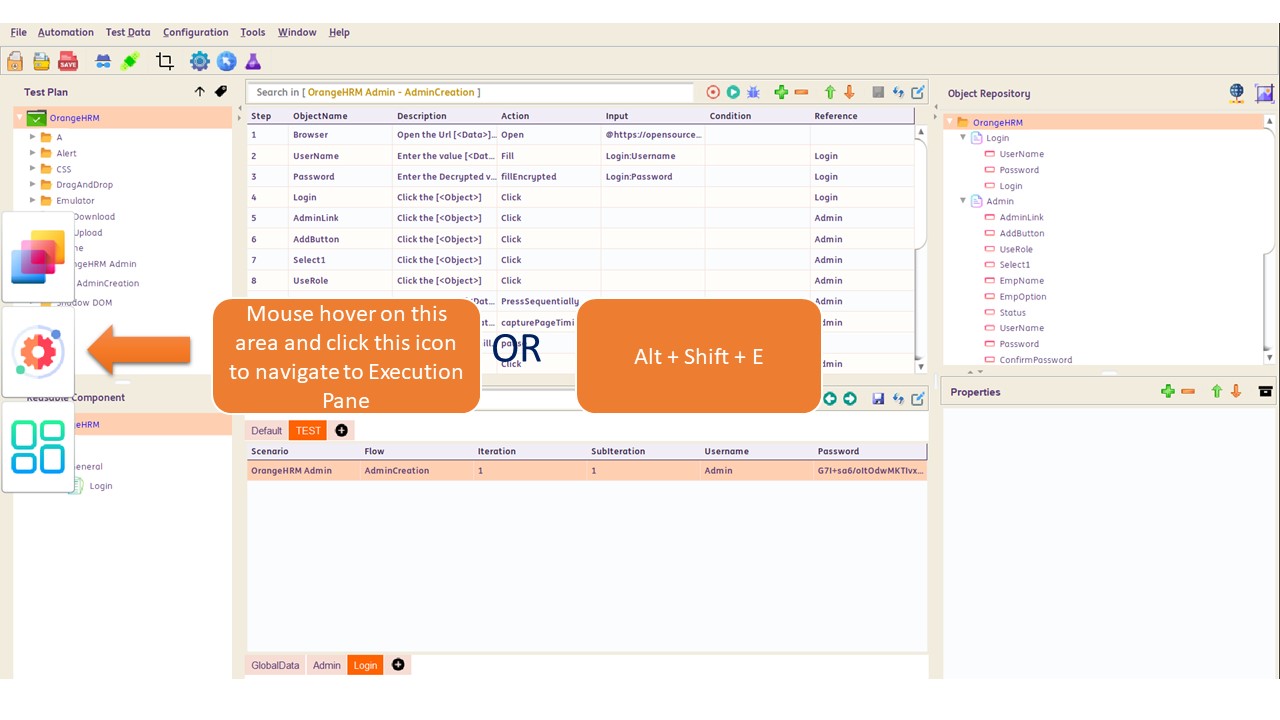 File Automation Test Data Configuration Tools Window Help
SAVE
Test Plan
OrangeHRM
A
Alert
CSS
DragAndDrop
Emulator
Download
Upload
me
ngeHRM Admin
AdminCreation
Shadow DOM
Reusable Component
geHRM
General
Login
Search in [ OrangeHRM Admin - AdminCreation ]
Step ObjectName Description Action Input Condition Reference
1 Browser Open the Url [<Data>]... Open @https://opensource...
2 UserName Enter the value [<Dat... Fill Login:Username Login
3 Password Enter the Decrypted v... fillEncrypted Login:Password Login
4 Login Click the [<Object>] Click Login
5 AdminLink Click the [<Object>] Click Admin
6 AddButton Click the [<Object>] Click Admin
7 Select1 Click the [<Object>] Click Admin
8 UseRole Click the [<Object>] Click Admin
Dat... PressSequentially Admin
at... capturePageTimi dmin
ill.
Click dmin
Mouse hover on this
area and click this icon
to navigate to Execution
Pane
OR
Alt + Shift + E
Default TEST
Scenario Flow Iteration SubIteration Username Password
OrangeHRM Admin AdminCreation 1 1 Admin G7I+sa6/oItOdwMKTIvx...
GlobalData Admin Login
Object Repository
OrangeHRM
Login
UserName
Password
Login
Admin
AdminLink
AddButton
UseRole
Select1
EmpName
EmpOption
Status
UserName
Password
ConfirmPassword
Properties